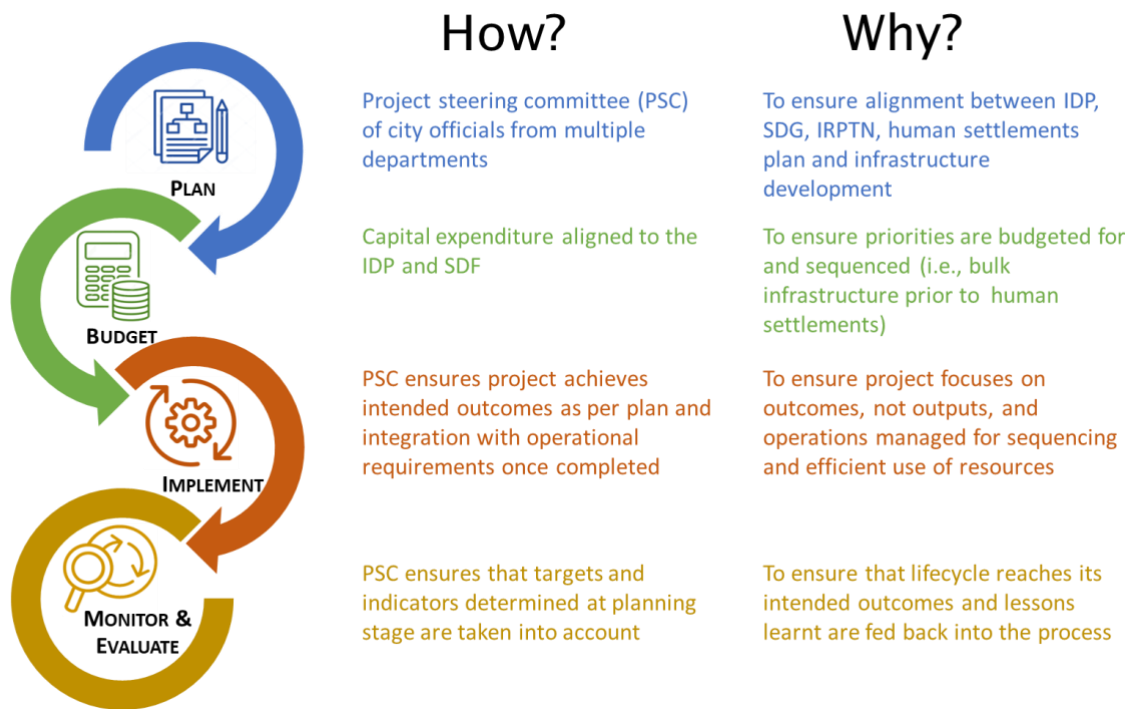 How?
Why?
PLAN
Project steering committee (PSC)
of city officials from multiple
departments
To ensure alignment between IDP,
SDG, IRPTN, human settlements
plan and infrastructure
development
BUDGET
Capital expenditure aligned to the
IDP and SDF
To ensure priorities are budgeted for
and sequenced (i.e., bulk
infrastructure prior to  human
settlements)
IMPLEMENT
PSC ensures project achieves
intended outcomes as per plan and
integration with operational
requirements once completed
To ensure project focuses on
outcomes, not outputs, and
operations managed for sequencing
and efficient use of resources
MONITOR &
EVALUATE
PSC ensures that targets and
indicators determined at planning
stage are taken into account
To ensure that lifecycle reaches its
intended outcomes and lessons
learnt are fed back into the process